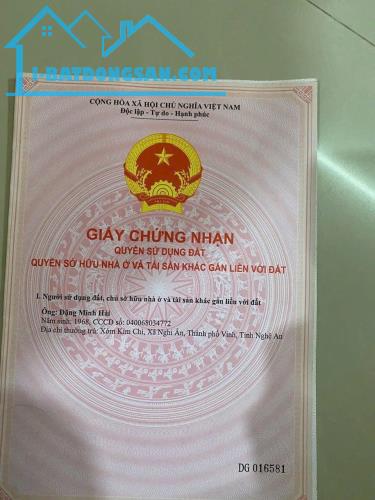 I-BATDONGSAN.COM
CỘNG HÒA XÃ HỘI CHỦ NGHĨA VIỆT NAM
Độc lập - Tự do - Hạnh phúc
VIỆT NAM
GIẤY CHỨNG NHẬN
QUYỀN SỬ DỤNG ĐẤT
QUYỀN SỞ HỮU NHÀ Ở VÀ TÀI SẢN KHÁC GẮN LIỀN VỚI ĐẤT
I. Người sử dụng đất, chủ sở hữu nhà ở và tài sản khác gắn liền với đất
Ông: Đặng Minh Hải
Năm sinh: 1968, CCCD số: 040068034772
Địa chỉ thường trú: Xóm Kim Chi, Xã Nghi Ân, Thành phố Vinh, Tỉnh Nghệ An
DG 016581